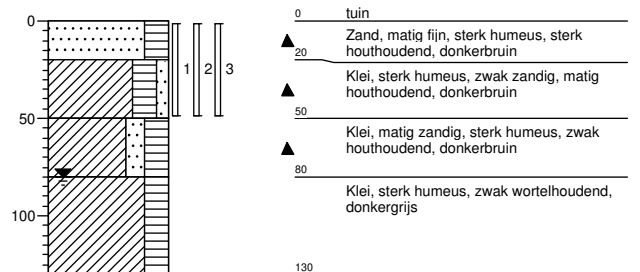 0
50
100
1 2 3
0 tuin
Zand, matig fijn, sterk humeus, sterk
houthoudend, donkerbruin
20
Klei, sterk humeus, zwak zandig, matig
houthoudend, donkerbruin
50
Klei, matig zandig, sterk humeus, zwak
houthoudend, donkerbruin
80
Klei, sterk humeus, zwak wortelhoudend,
donkergrijs
130